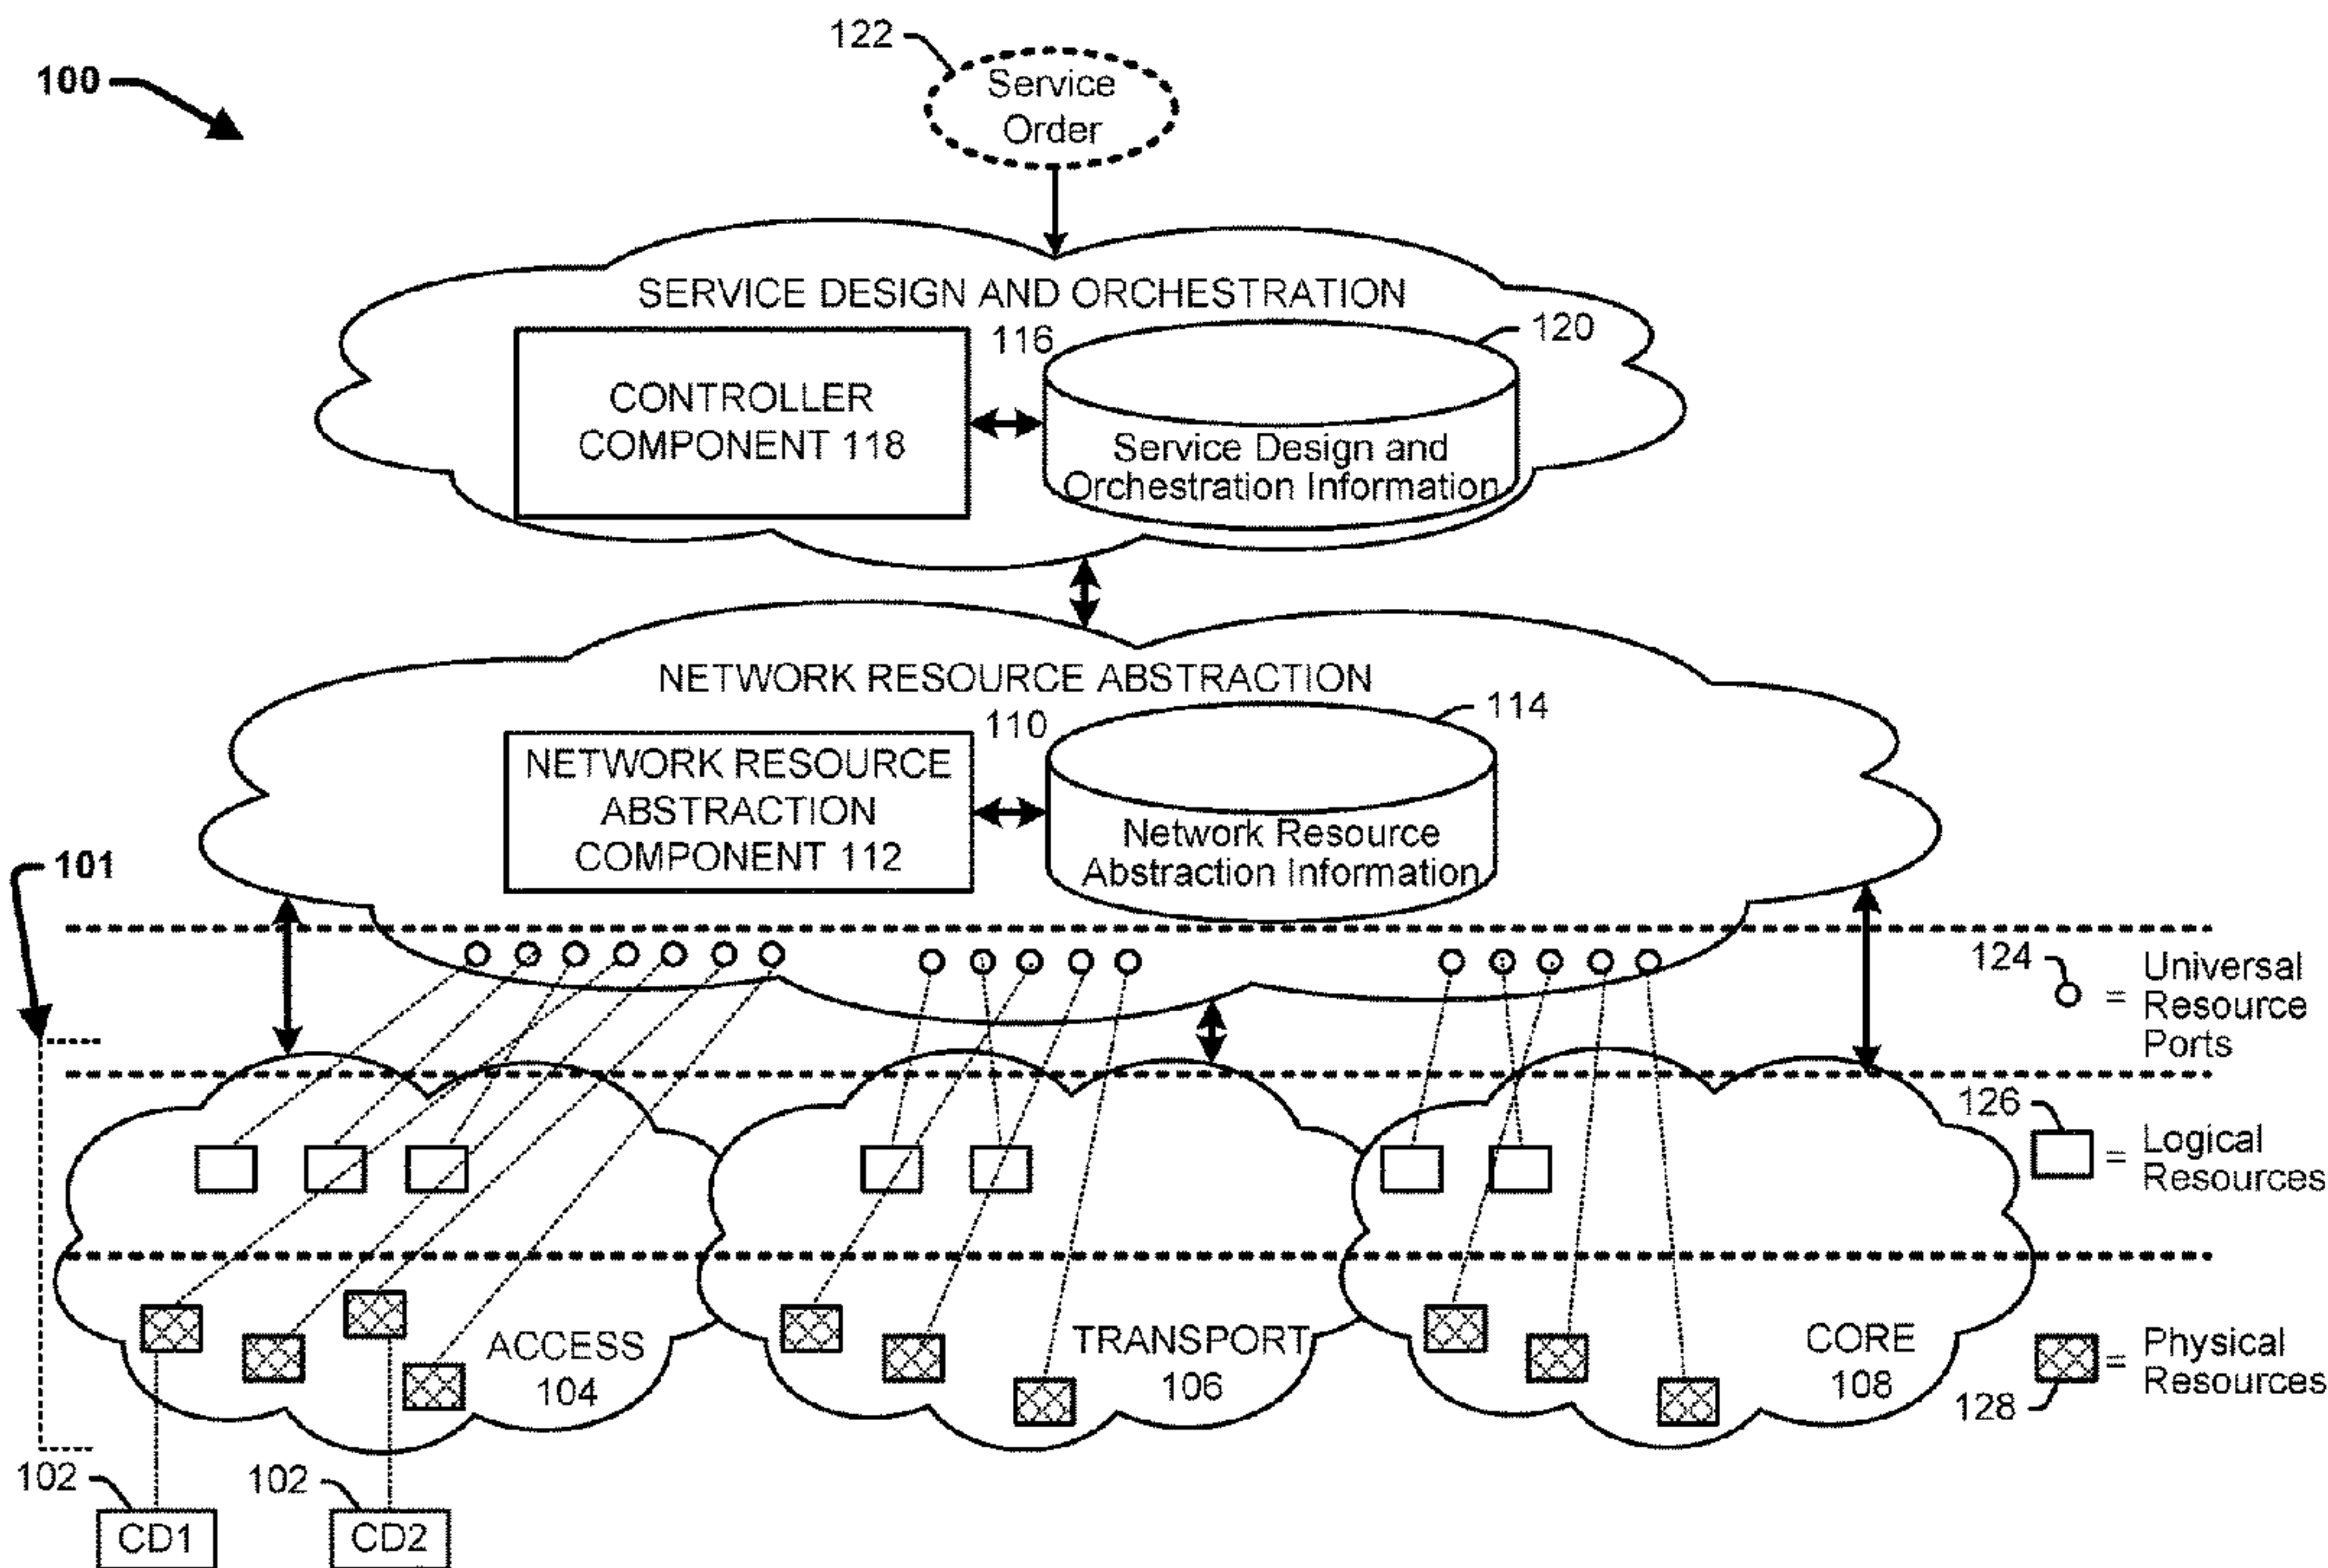 122
Service
Order
100
SERVICE DESIGN AND ORCHESTRATION
116
120
CONTROLLER
COMPONENT 118
Service Design and
Orchestration Information
NETWORK RESOURCE ABSTRACTION
110
114
NETWORK RESOURCE
ABSTRACTION
COMPONENT 112
Network Resource
Abstraction Information
101
124
= Universal
Resource
Ports
126
= Logical
Resources
ACCESS
104
TRANSPORT
106
CORE
108
= Physical
Resources
128
102
102
CD1
CD2